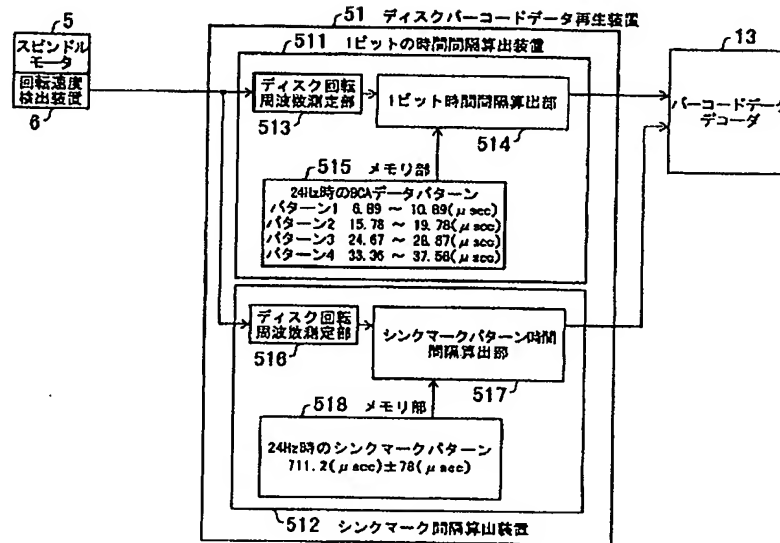 51 ディスクバーコードデータ再生装置
5
スピンドル
モータ
回転速度
検出装置
6
511 1ビットの時間間隔算出装置
13
バーコードデータ
デコーダ
ディスク回転
周波数測定部
513
1ビット時間間隔算出部
514
515 メモリ部
24Hz時のBCAデータパターン
パターン1 6.89 ~ 10.89(μsec)
パターン2 15.78 ~ 19.78(μsec)
パターン3 24.67 ~ 28.87(μsec)
パターン4 33.36 ~ 37.56(μsec)
ディスク回転
周波数測定部
516
シンクマークパターン時間
間隔算出部
517
518 メモリ部
24Hz時のシンクマークパターン
711.2(μsec)±78(μsec)
512 シンクマーク間隔算出装置